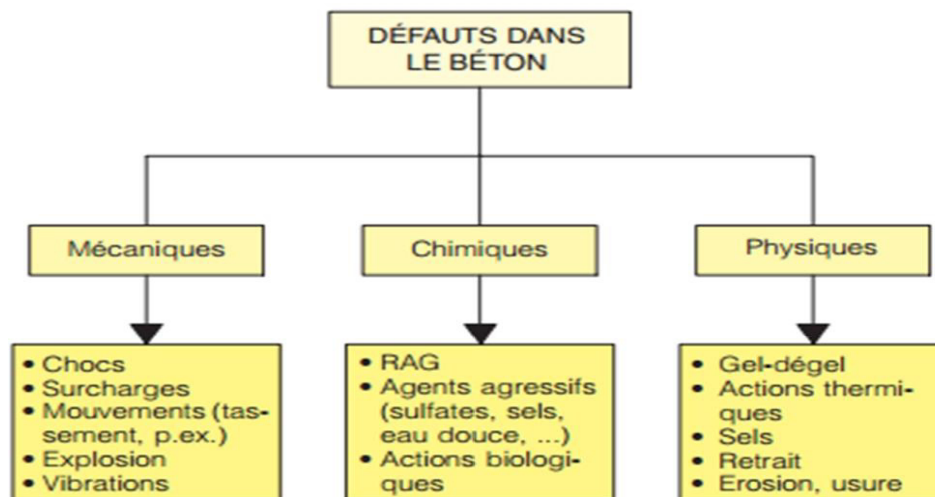 DÉFAUTS DANS
LE BÉTON
Mécaniques
Chimiques
Physiques
• Chocs
• Surcharges
• Mouvements (tas-
sement, p.ex.)
• Explosion
• Vibrations
• RAG
• Agents agressifs
(sulfates, sels,
eau douce, ...)
• Actions biologi-
ques
• Gel-dégel
• Actions thermi-
ques
• Sels
• Retrait
• Erosion, usure